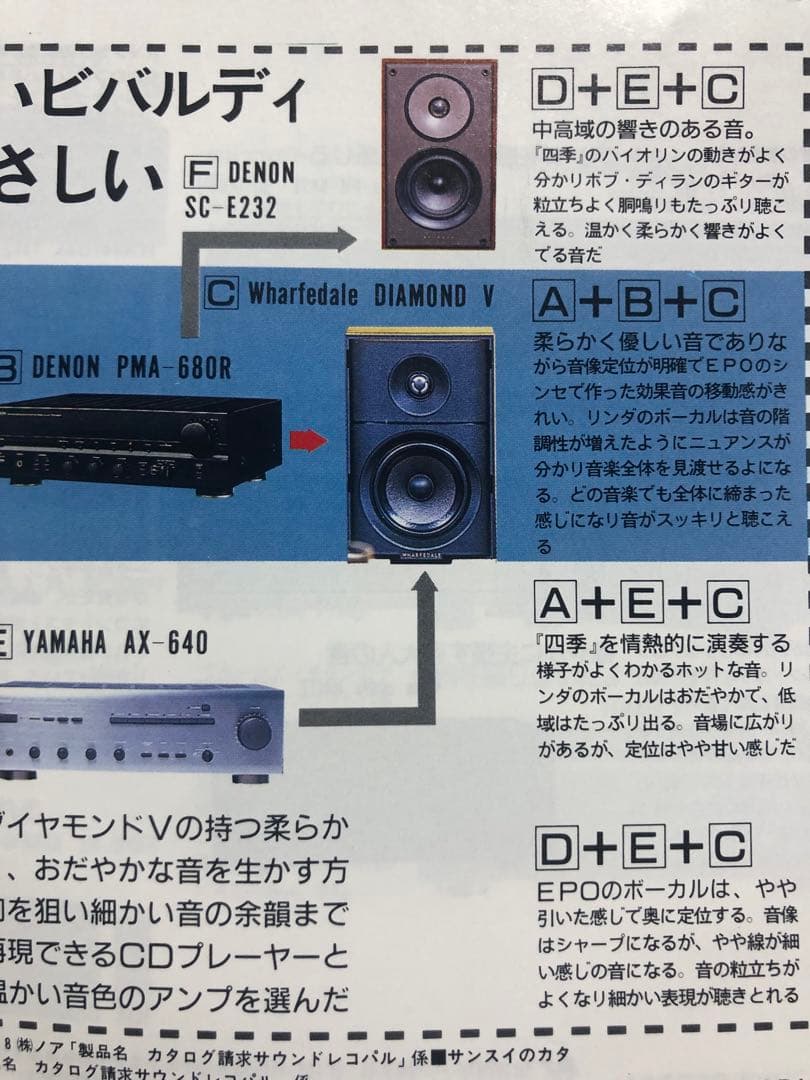 いビバルディ
さしい
F DENON
SC-E232
C Wharfedale DIAMOND V
B DENON PMA-680R
WHARFEDALE
E YAMAHA AX-640
ダイヤモンドVの持つ柔らか
、おだやかな音を生かす方
を狙い細かい音の余韻まで
再現できるCDプレーヤーと
温かい音色のアンプを選んだ
D+E+C
中高域の響きのある音。
『四季』のバイオリンの動きがよく
分かりボブ・ディランのギターが
粒立ちよく胴鳴りもたっぷり聴こ
える。温かく柔らかく響きがよく
でる音だ
A+B+C
柔らかく優しい音でありな
がら音像定位が明確でEPOのシ
ンセで作った効果音の移動感がき
れい。リンダのボーカルは音の階
調性が増えたようにニュアンスが
分かり音楽全体を見渡せるよにな
る。どの音楽でも全体に締まった
感じになり音がスッキリと聴こえ
る
A+E+C
『四季』を情熱的に演奏する
様子がよくわかるホットな音。リ
ンダのボーカルはおだやかで、低
域はたっぷり出る。音場に広がり
があるが、定位はやや甘い感じだ
D+E+C
EPOのボーカルは、やや
引いた感じで奥に定位する。音像
はシャープになるが、やや線が細
い感じの音になる。音の粒立ちが
よくなり細かい表現が聴きとれる
8㈱ノア「製品名 カタログ請求サウンドレコパル」係■サンスイのカタ
名 カタログ請求サウンドレコパル」係